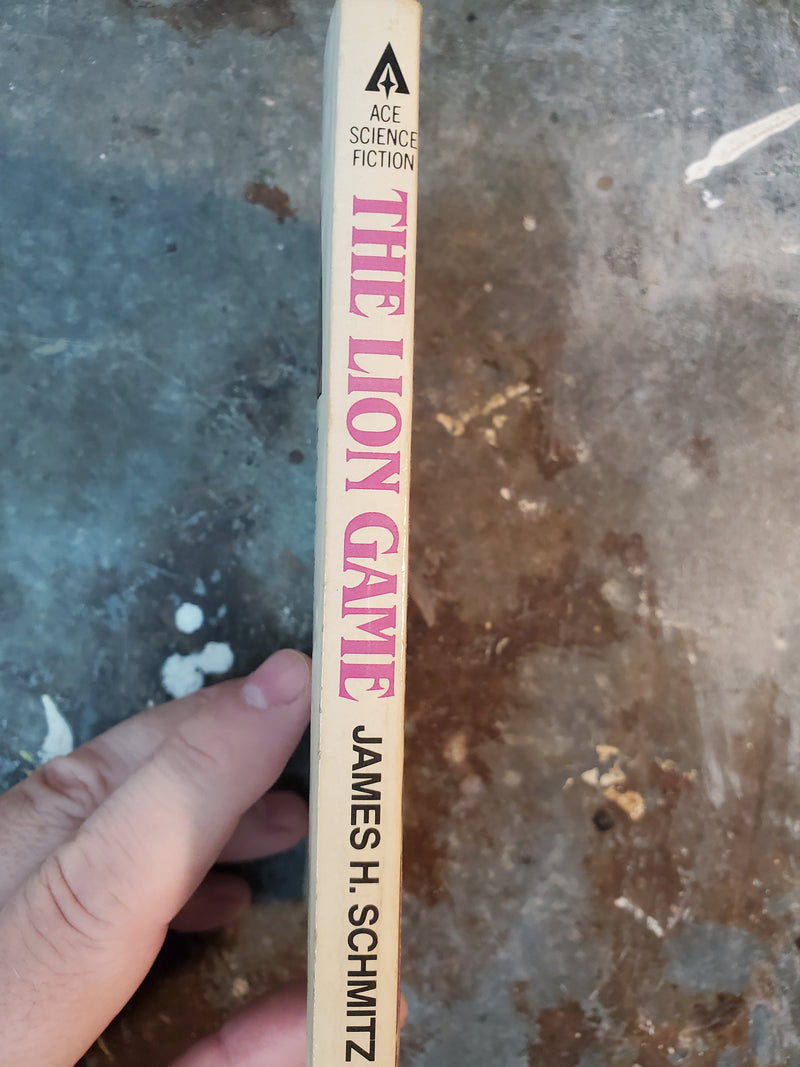 ACE
SCIENCE
FICTION
THE LION GAME
JAMES H. SCHMITZ